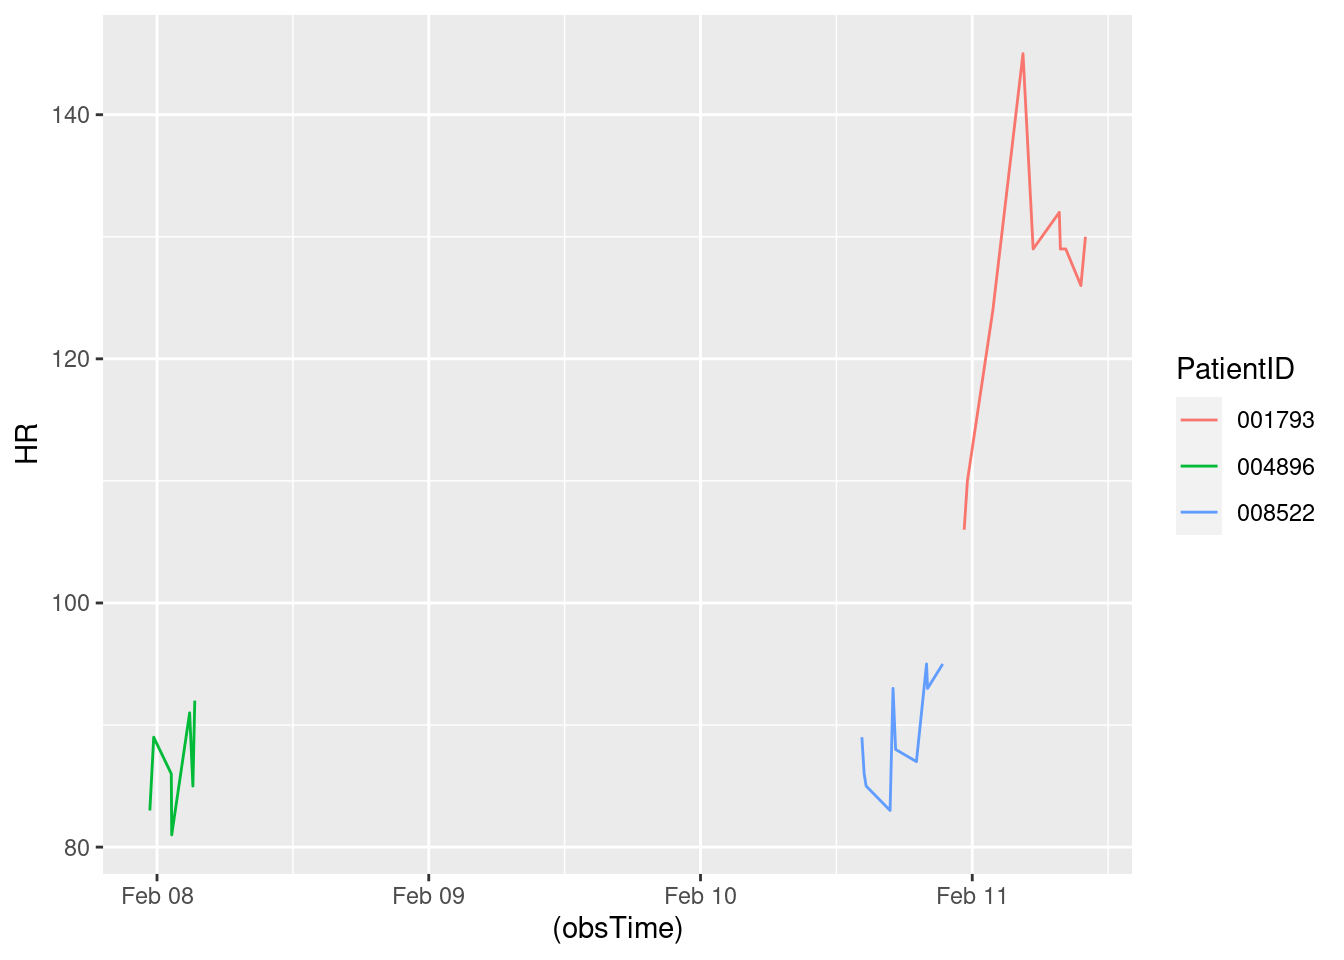 140
120
100
80
HR
Feb 08
Feb 09
Feb 10
Feb 11
(obsTime)
PatientID
001793
004896
008522